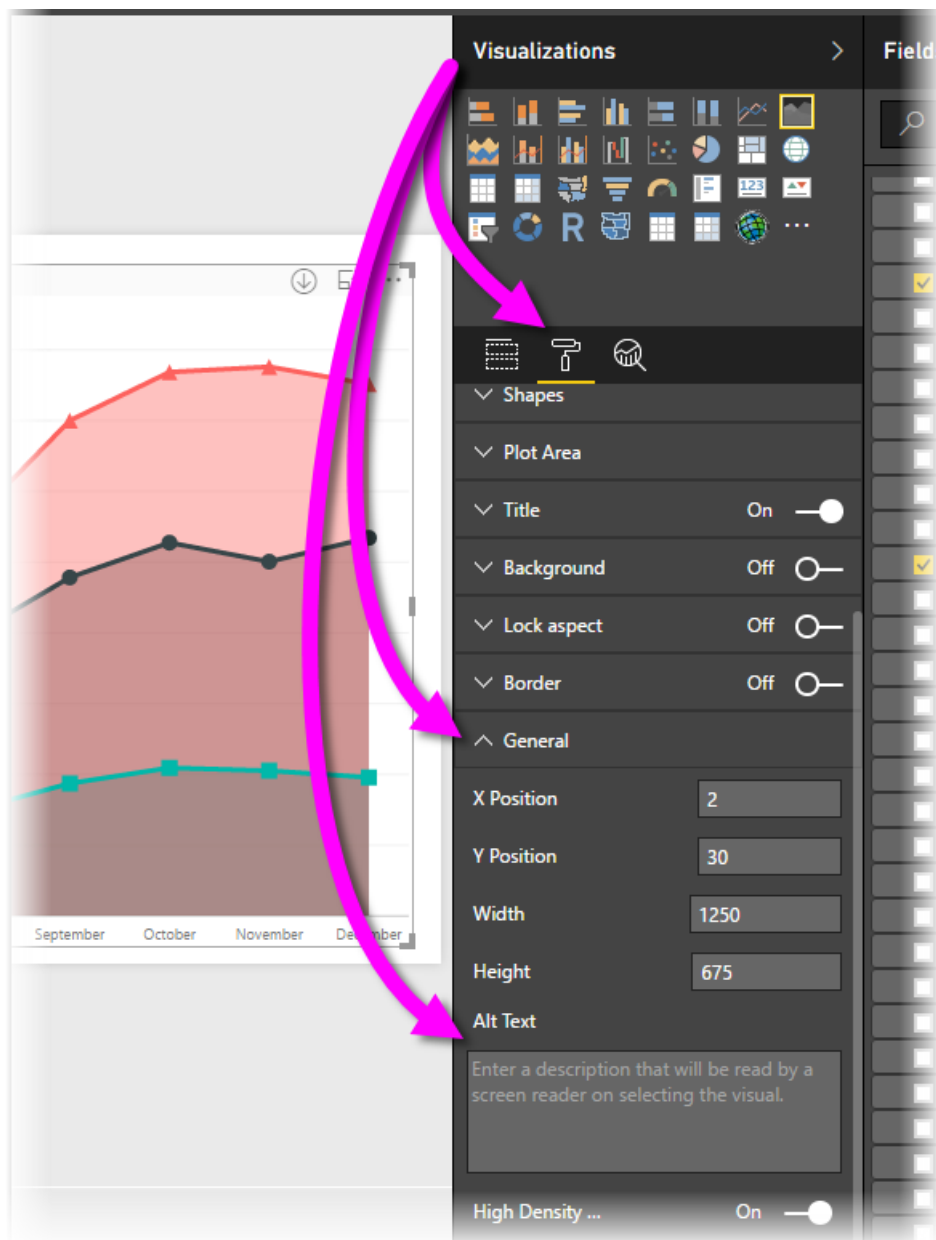 Visualizations
Field
123
R
Shapes
Plot Area
Title On
Background Off
Lock aspect Off
Border Off
General
X Position 2
Y Position 30
Width 1250
Height 675
Alt Text
Enter a description that will be read by a
screen reader on selecting the visual.
High Density ... On
September October November December